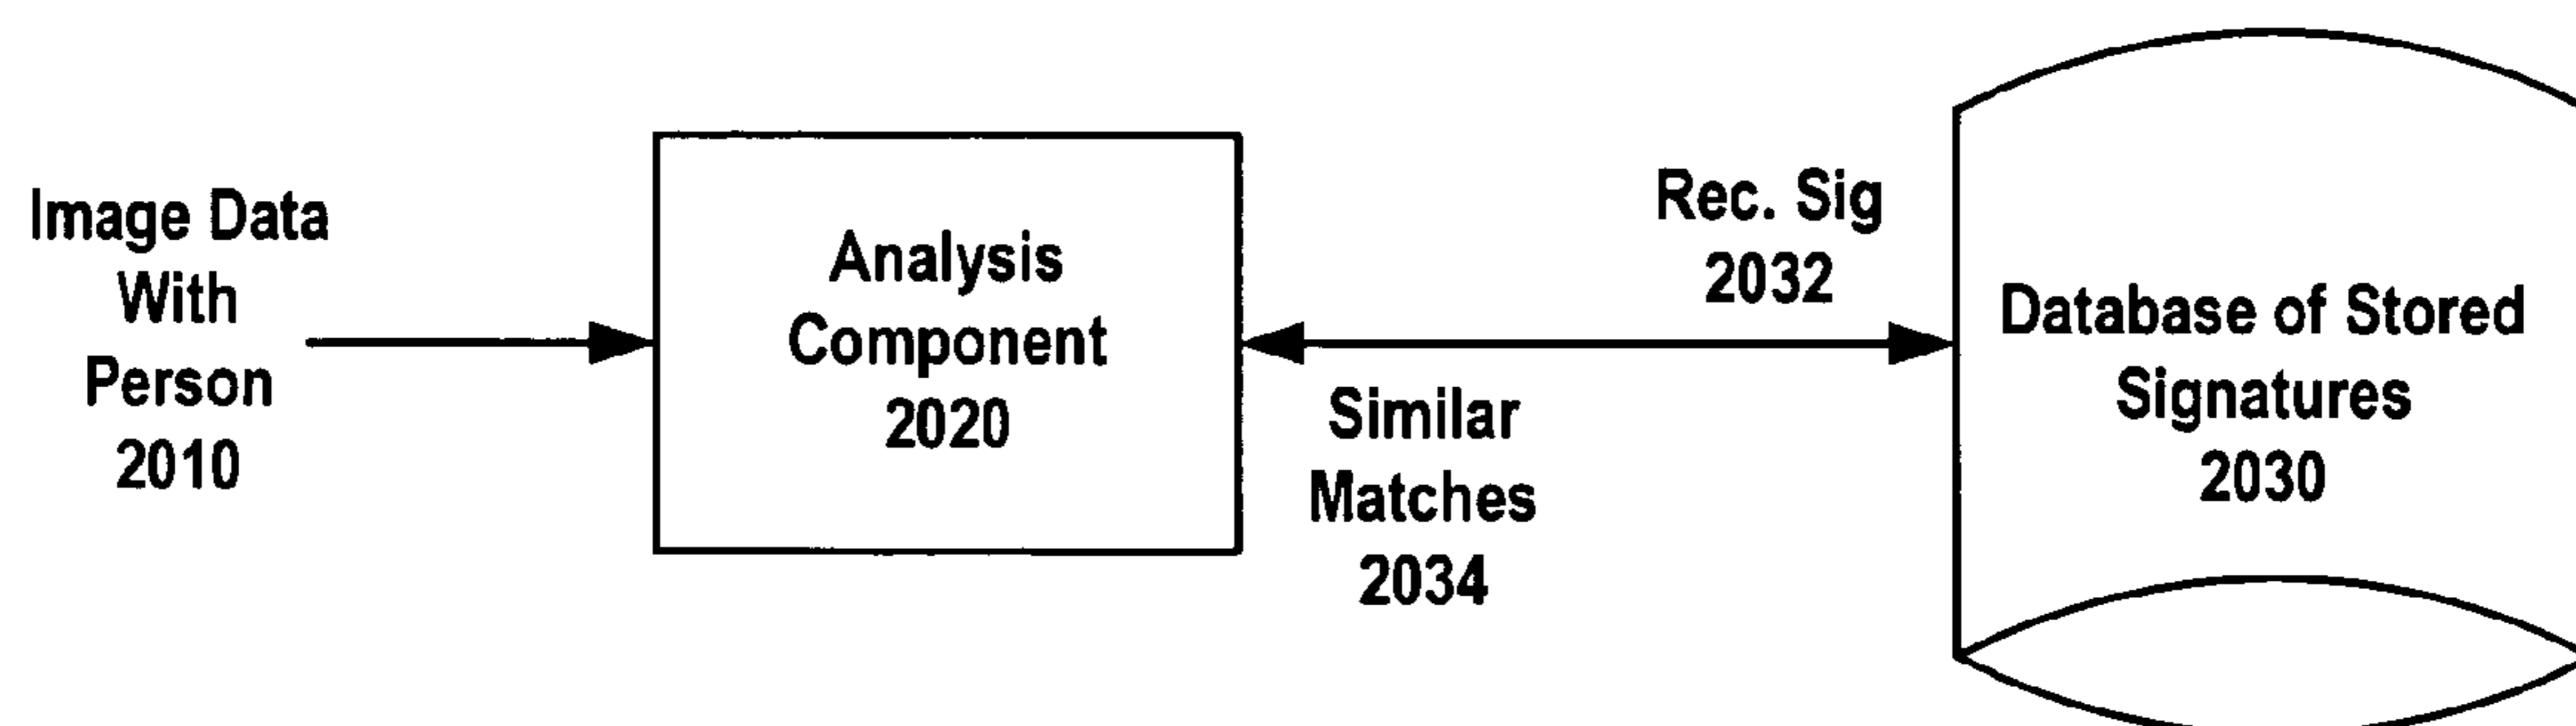 Image Data
With
Person
2010
Analysis
Component
2020
Rec. Sig
2032
Similar
Matches
2034
Database of Stored
Signatures
2030